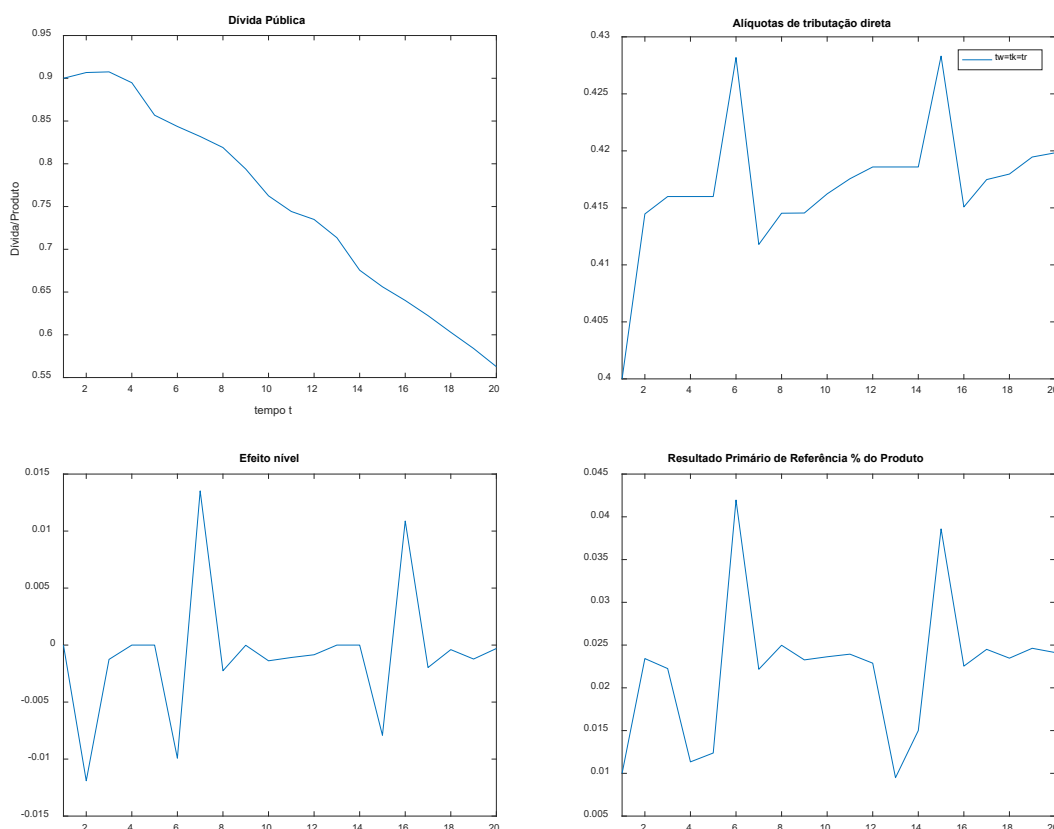 Dívida Pública
0.95
0.9
0.85
0.8
0.75
0.7
0.65
0.6
0.55
Dívida/Produto
2 4 6 8 10 12 14 16 18 20
tempo t
Alíquotas de tributação direta
0.43
0.425
0.42
0.415
0.41
0.405
0.4
tw=tk=tr
2 4 6 8 10 12 14 16 18 20
Efeito nível
0.015
0.01
0.005
0
-0.005
-0.01
-0.015
2 4 6 8 10 12 14 16 18 20
Resultado Primário de Referência % do Produto
0.045
0.04
0.035
0.03
0.025
0.02
0.015
0.01
0.005
2 4 6 8 10 12 14 16 18 20